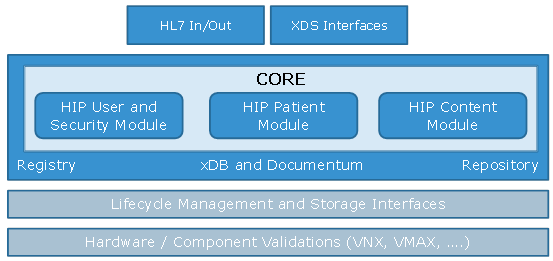 HL7 In/Out
XDS Interfaces
CORE
HIP User and
Security Module
HIP Patient
Module
HIP Content
Module
Registry
xDB and Documentum
Repository
Lifecycle Management and Storage Interfaces
Hardware / Component Validations (VNX, VMAX, ....)